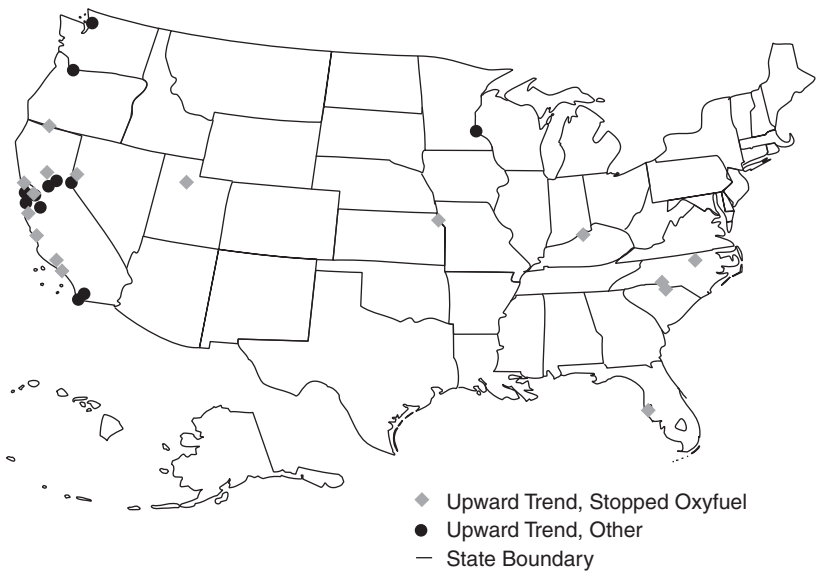 Upward Trend, Stopped Oxyfuel
Upward Trend, Other
State Boundary